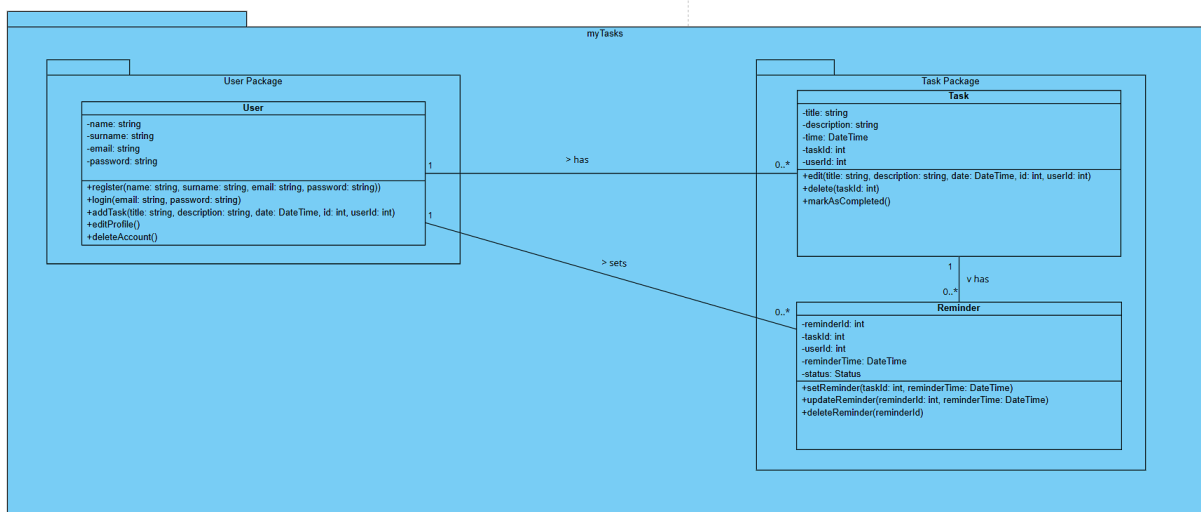 myTasks
User Package
User
-name: string
-surname: string
-email: string
-password: string
+register(name: string, surname: string, email: string, password: string))
+login(email: string, password: string)
+addTask(title: string, description: string, date: DateTime, id: int, userId: int)
+editProfile()
+deleteAccount()
1
> has
0..*
1
> sets
0..*
Task Package
Task
-title: string
-description: string
-time: DateTime
-taskId: int
-userId: int
+edit(title: string, description: string, date: DateTime, id: int, userId: int)
+delete(taskId: int)
+markAsCompleted()
1
v has
0..*
Reminder
-reminderId: int
-taskId: int
-userId: int
-reminderTime: DateTime
-status: Status
+setReminder(taskId: int, reminderTime: DateTime)
+updateReminder(reminderId: int, reminderTime: DateTime)
+deleteReminder(reminderId)